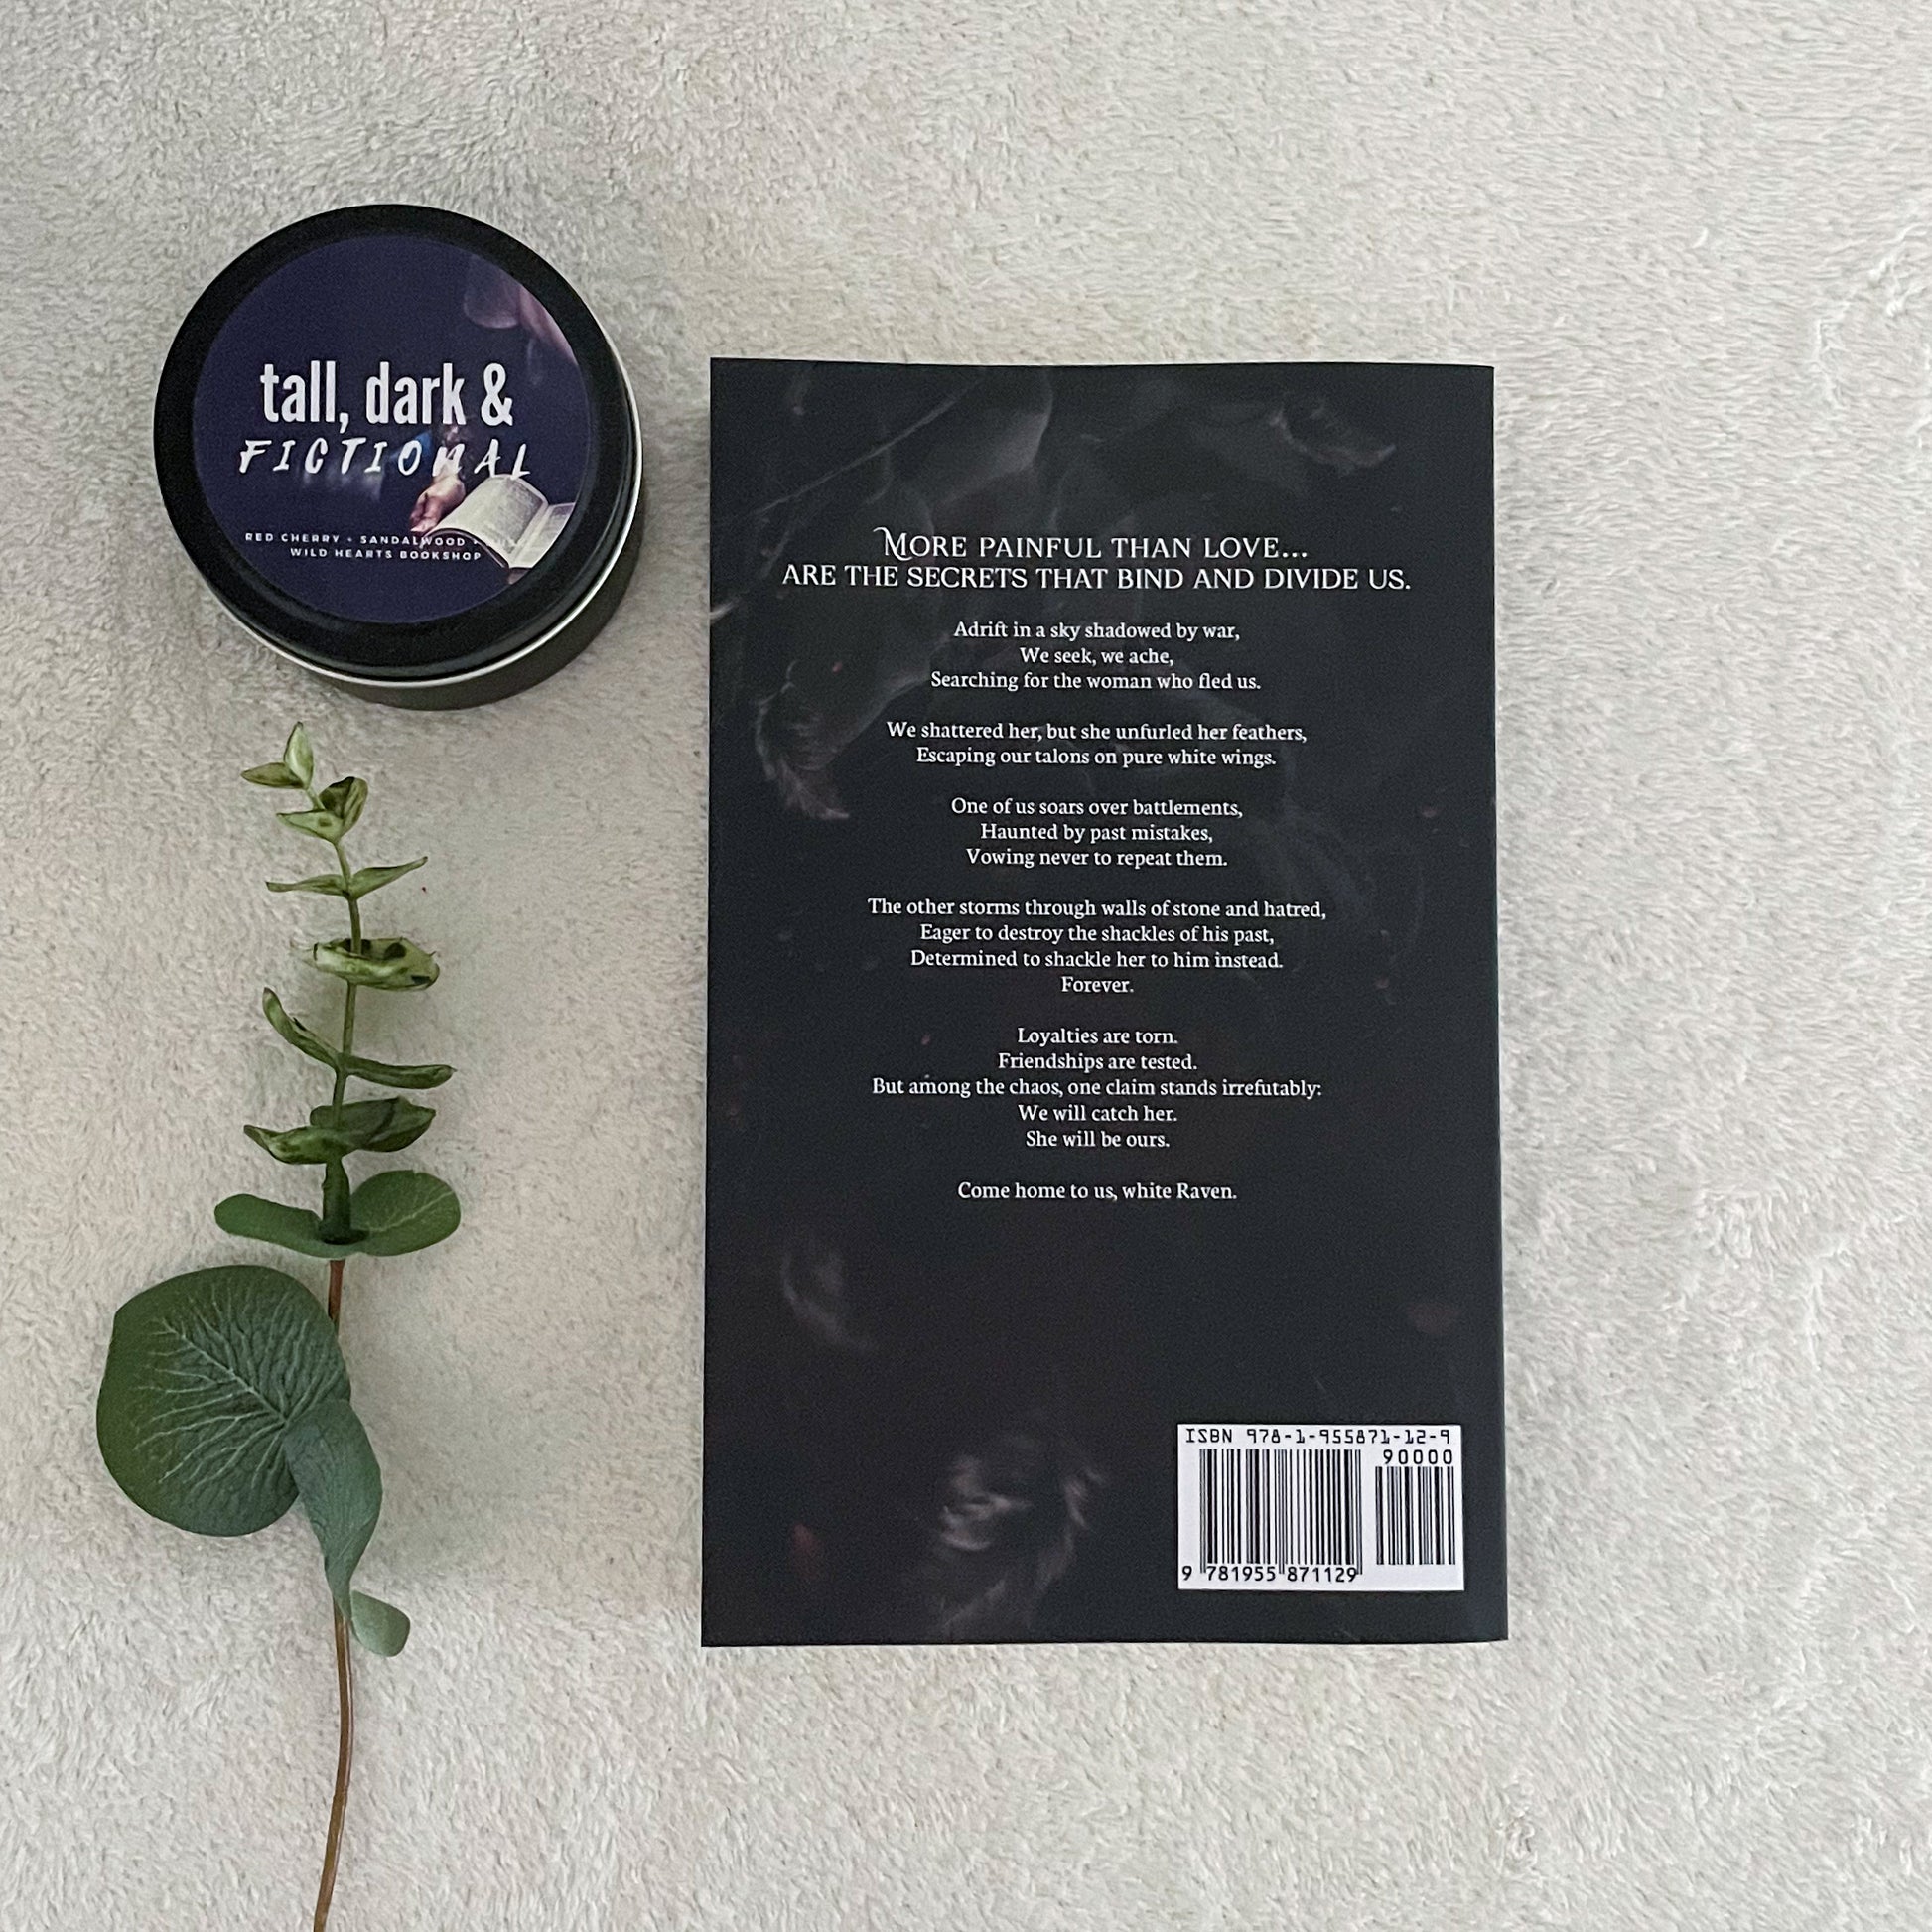 tall, dark &
FICTIONAL
RED CHERRY + SANDALWOOD
WILD HEARTS BOOKSHOP
MORE PAINFUL THAN LOVE...
ARE THE SECRETS THAT BIND AND DIVIDE US.
Adrift in a sky shadowed by war,
We seek, we ache,
Searching for the woman who fled us.
We shattered her, but she unfurled her feathers,
Escaping our talons on pure white wings.
One of us soars over battlements,
Haunted by past mistakes,
Vowing never to repeat them.
The other storms through walls of stone and hatred,
Eager to destroy the shackles of his past,
Determined to shackle her to him instead.
Forever.
Loyalties are torn.
Friendships are tested.
But among the chaos, one claim stands irrefutably:
We will catch her.
She will be ours.
Come home to us, white Raven.
ISBN 978-1-955871-12-9
90000
9 781955 871129